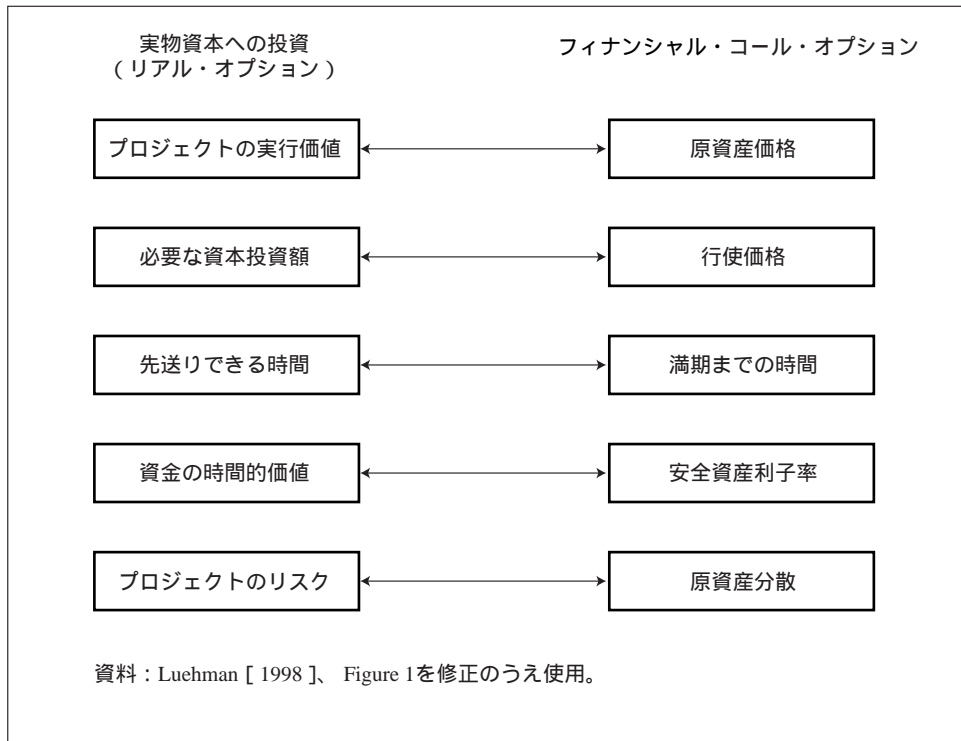 実物資本への投資
(リアル・オプション)
フィナンシャル・コール・オプション
プロジェクトの実行価値
原資産価格
必要な資本投資額
行使価格
先送りできる時間
満期までの時間
資金の時間的価値
安全資産利子率
プロジェクトのリスク
原資産分散
資料：Luehman [ 1998 ]、 Figure 1を修正のうえ使用。